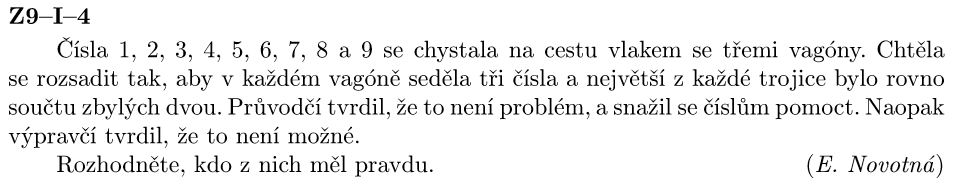 Z9–I–4
Čísla 1, 2, 3, 4, 5, 6, 7, 8 a 9 se chystala na cestu vlakem se třemi vagóny. Chtěla
se rozsadit tak, aby v každém vagóně seděla tři čísla a největší z každé trojice bylo rovno
součtu zbylých dvou. Průvodčí tvrdil, že to není problém, a snažil se číslům pomoct. Naopak
výpravčí tvrdil, že to není možné.
Rozhodněte, kdo z nich měl pravdu. (E. Novotná)